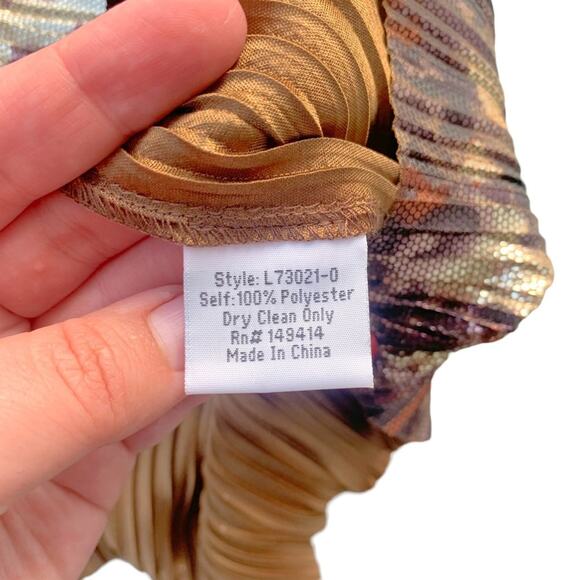 Style: L73021-0
Self:100% Polyester
Dry Clean Only
Rn# 149414
Made In China